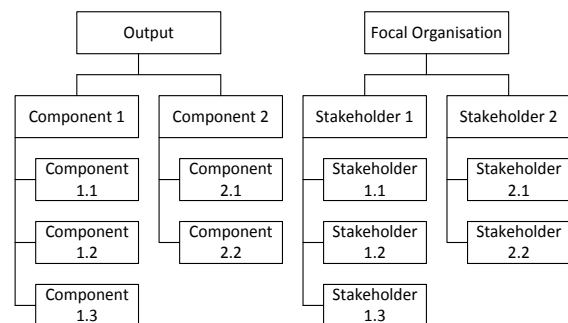 Output
Focal Organisation
Component 1
Component 2
Stakeholder 1
Stakeholder 2
Component
1.1
Component
2.1
Stakeholder
1.1
Stakeholder
2.1
Component
1.2
Component
2.2
Stakeholder
1.2
Stakeholder
2.2
Component
1.3
Stakeholder
1.3